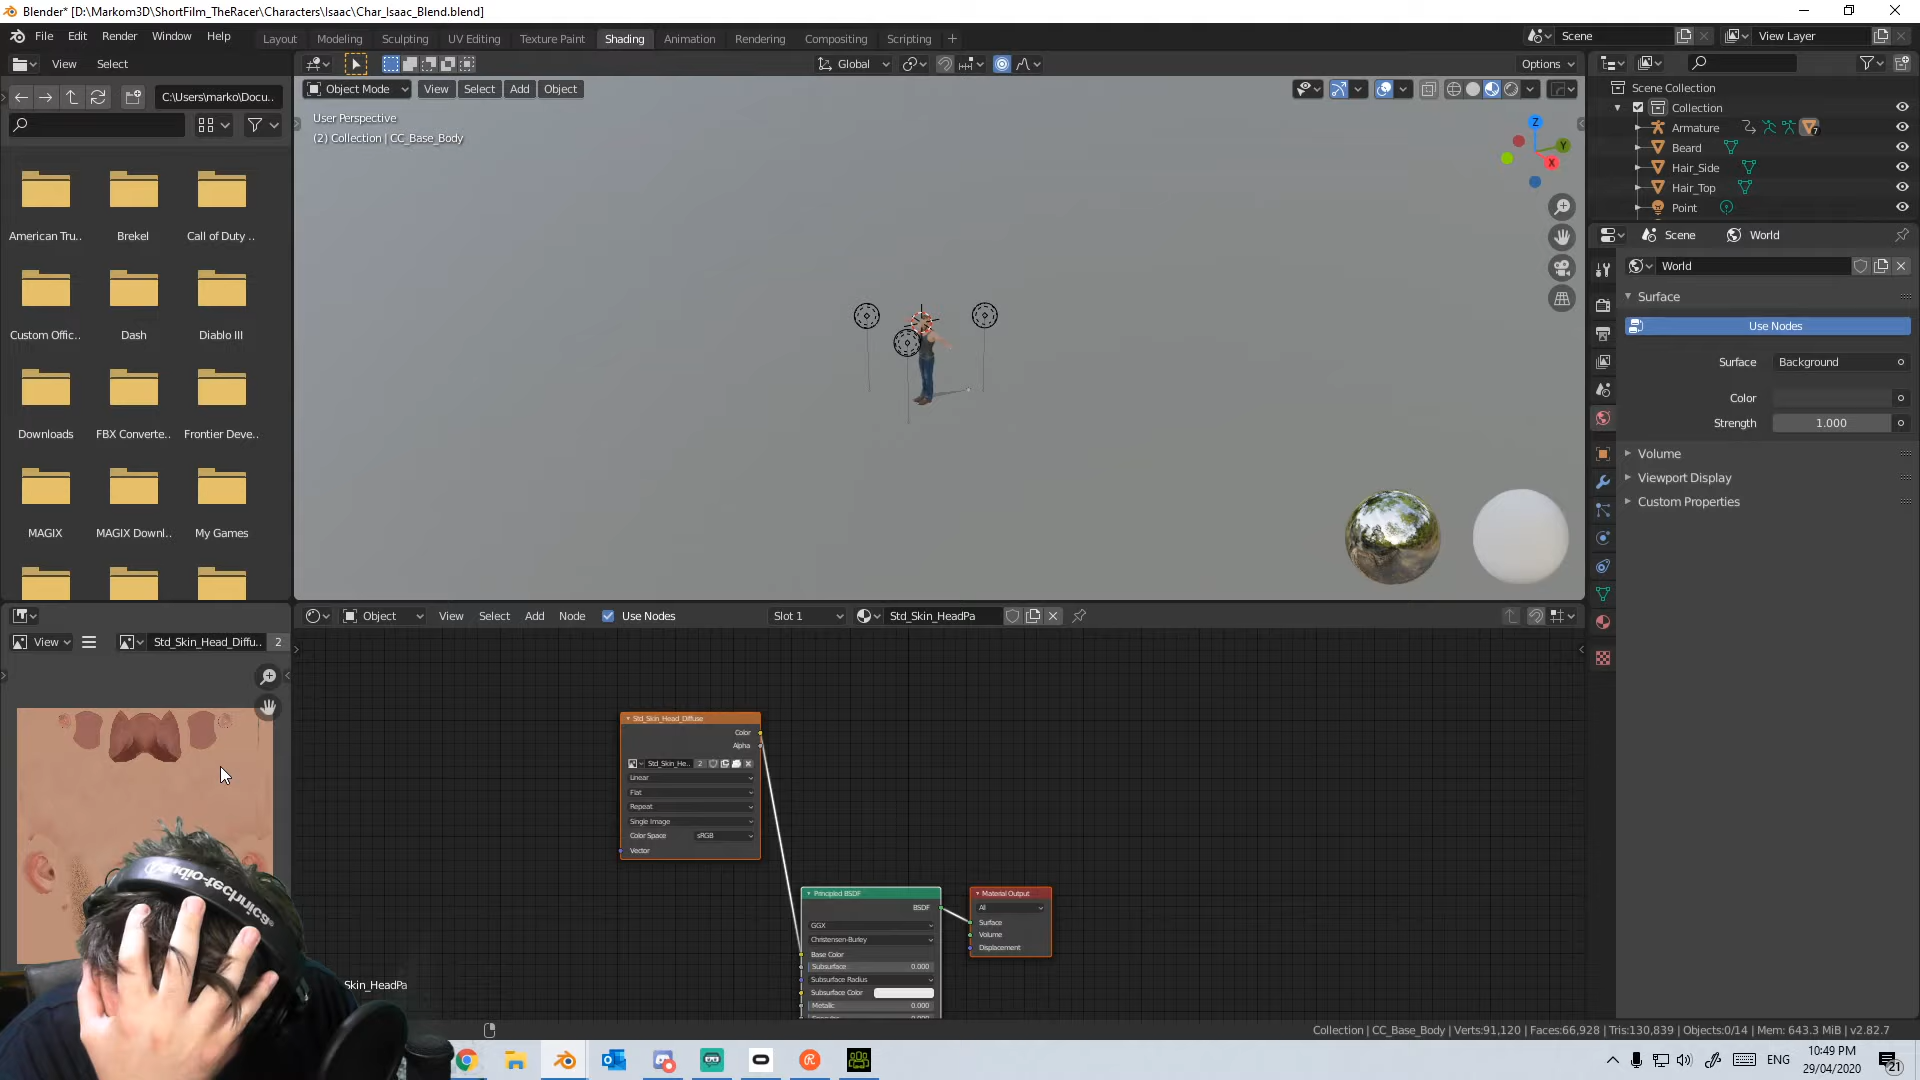 Blender* [D:\Markom3D\ShortFilm_TheRacer\Characters\Isaac\Char_Isaac_Blend.blend]
File Edit Render Window Help
Layout Modeling Sculpting UV Editing Texture Paint Shading Animation Rendering Compositing Scripting
Scene View Layer
View Select
Global Options
C:\Users\marko\Docu..
Object Mode View Select Add Object
User Perspective
(2) Collection | CC_Base_Body
Z
Y
X
American Tru.. Brekel Call of Duty ..
Custom Offic.. Dash Diablo III
Downloads FBX Converte.. Frontier Deve..
MAGIX MAGIX Downl.. My Games
Scene Collection
Collection
Armature 7
Beard
Hair_Side
Hair_Top
Point
Scene World
World
Surface
Use Nodes
Surface Background
Color
Strength 1.000
Volume
Viewport Display
Custom Properties
Object View Select Add Node Use Nodes Slot 1 Std_Skin_HeadPa
View Std_Skin_Head_Diffu.. 2
Std_Skin_Head_Diffuse
Color
Alpha
Std_Skin_He.. 2
Linear
Flat
Repeat
Single Image
Color Space sRGB
Vector
Principled BSDF
BSDF
GGX
Christensen-Burley
Base Color
Subsurface 0.000
Subsurface Radius
Subsurface Color
Metallic 0.000
Material Output
All
Surface
Volume
Displacement
audio-technica
Skin_HeadPa
Collection | CC_Base_Body | Verts:91,120 | Faces:66,928 | Tris:130,839 | Objects:0/14 | Mem: 643.3 MiB | v2.82.7
ENG
10:49 PM
29/04/2020
21